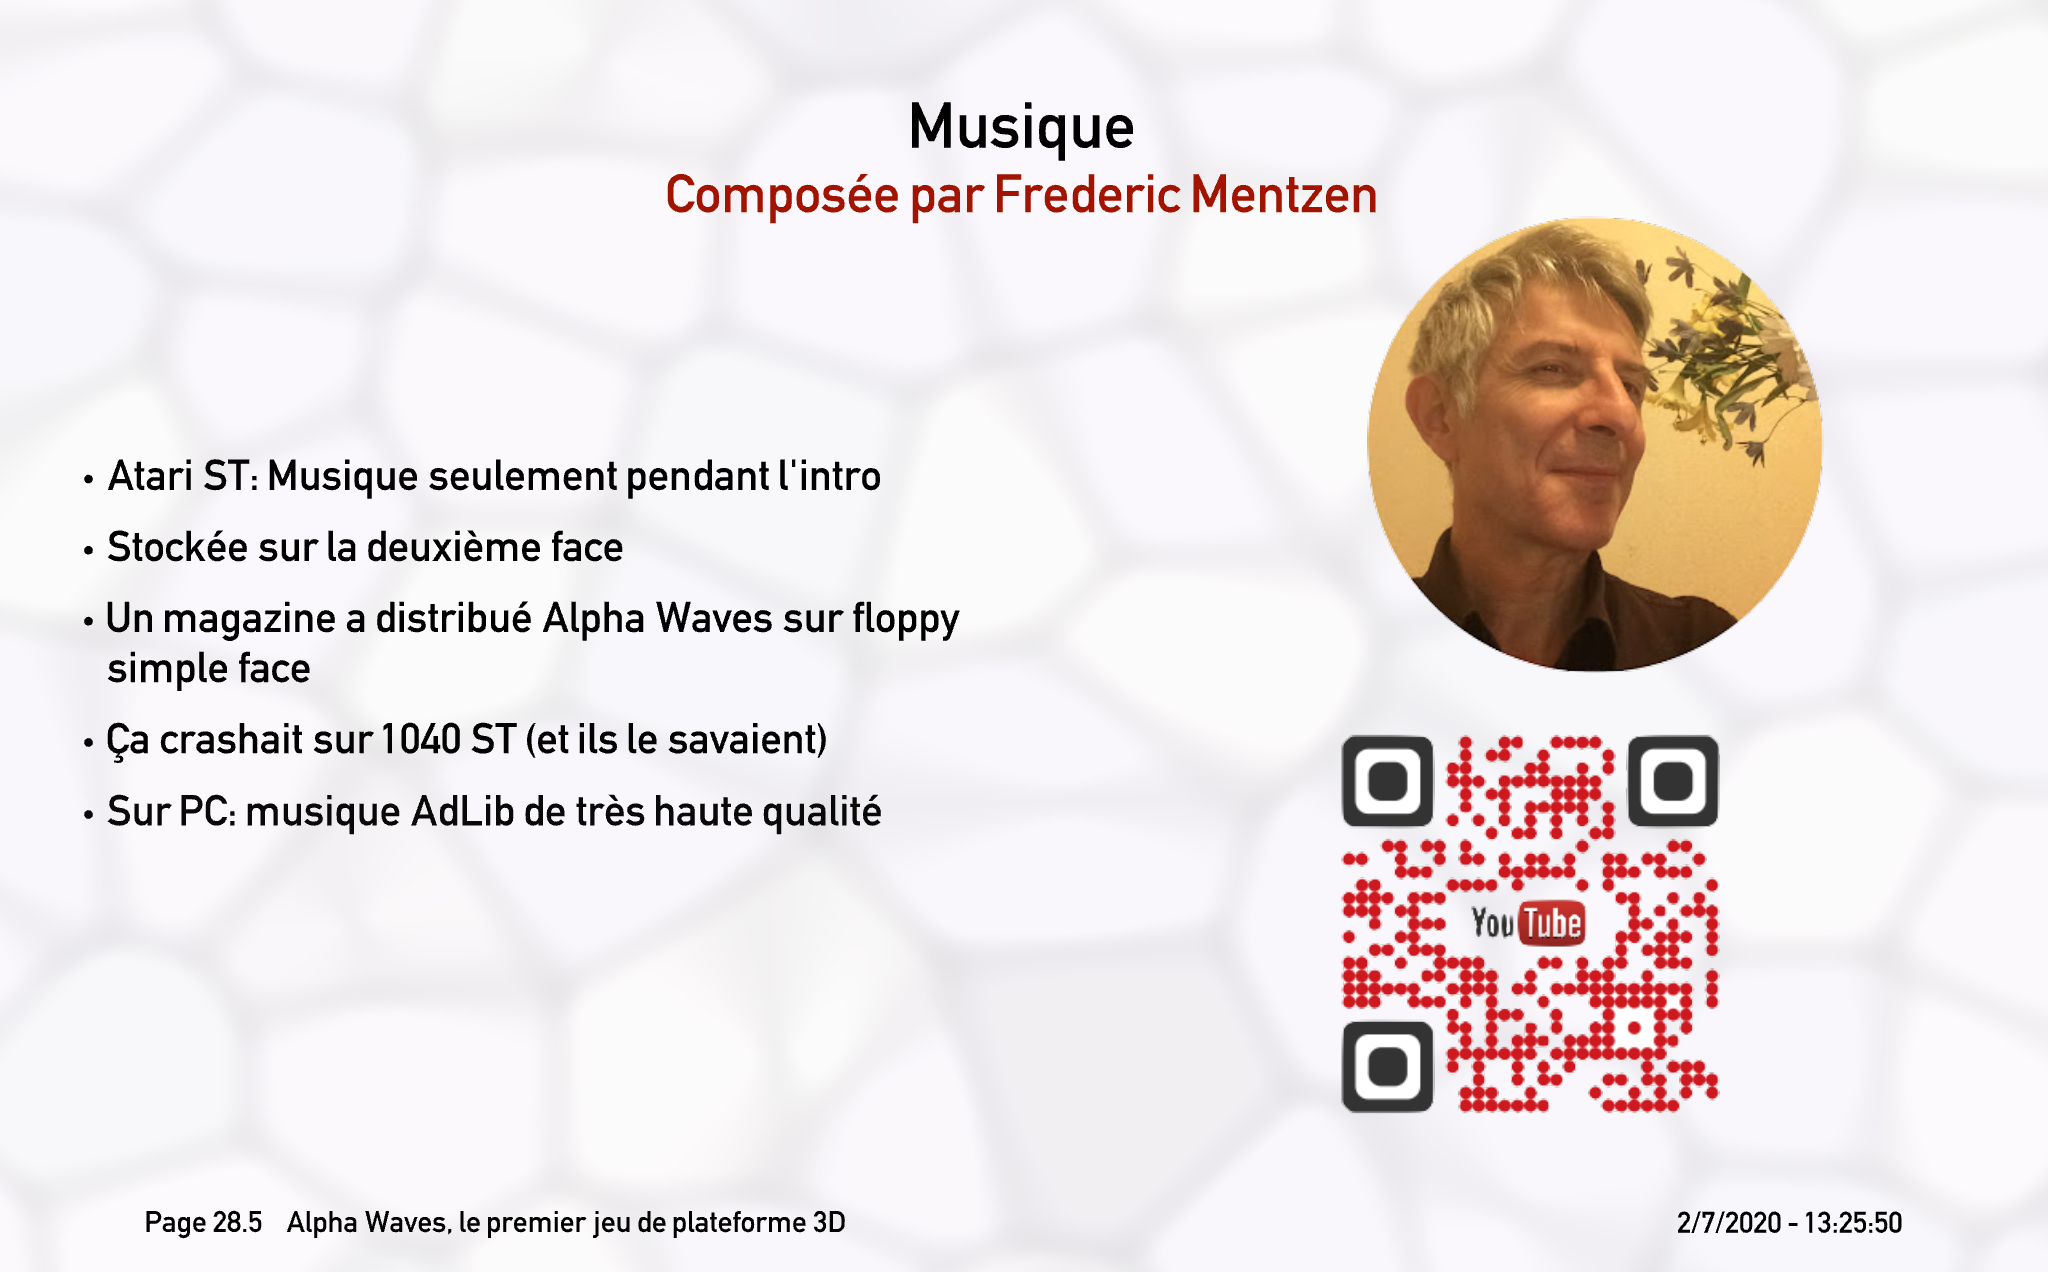 Musique
Composée par Frederic Mentzen
• Atari ST: Musique seulement pendant l'intro
• Stockée sur la deuxième face
• Un magazine a distribué Alpha Waves sur floppy
simple face
• Ça crashait sur 1040 ST (et ils le savaient)
• Sur PC: musique AdLib de très haute qualité
YouTube
Page 28.5 Alpha Waves, le premier jeu de plateforme 3D
2/7/2020 - 13:25:50